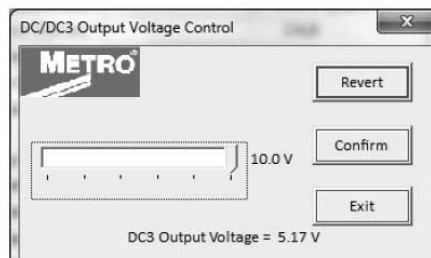 DC/DC3 Output Voltage Control
METRO®
Revert
10.0 V
Confirm
Exit
DC3 Output Voltage = 5.17 V